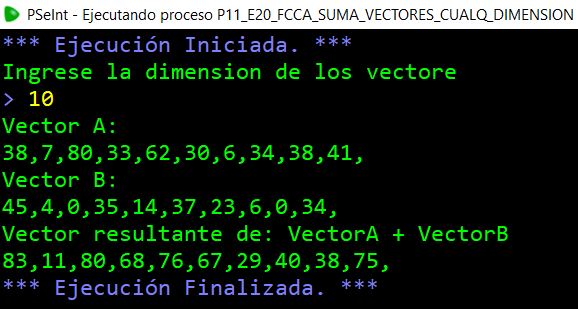 PSeInt - Ejecutando proceso P11_E20_FCCA_SUMA_VECTORES_CUALQ_DIMENSION
*** Ejecución Iniciada. ***
Ingrese la dimension de los vectore
> 10
Vector A:
38,7,80,33,62,30,6,34,38,41,
Vector B:
45,4,0,35,14,37,23,6,0,34,
Vector resultante de: VectorA + VectorB
83,11,80,68,76,67,29,40,38,75,
*** Ejecución Finalizada. ***